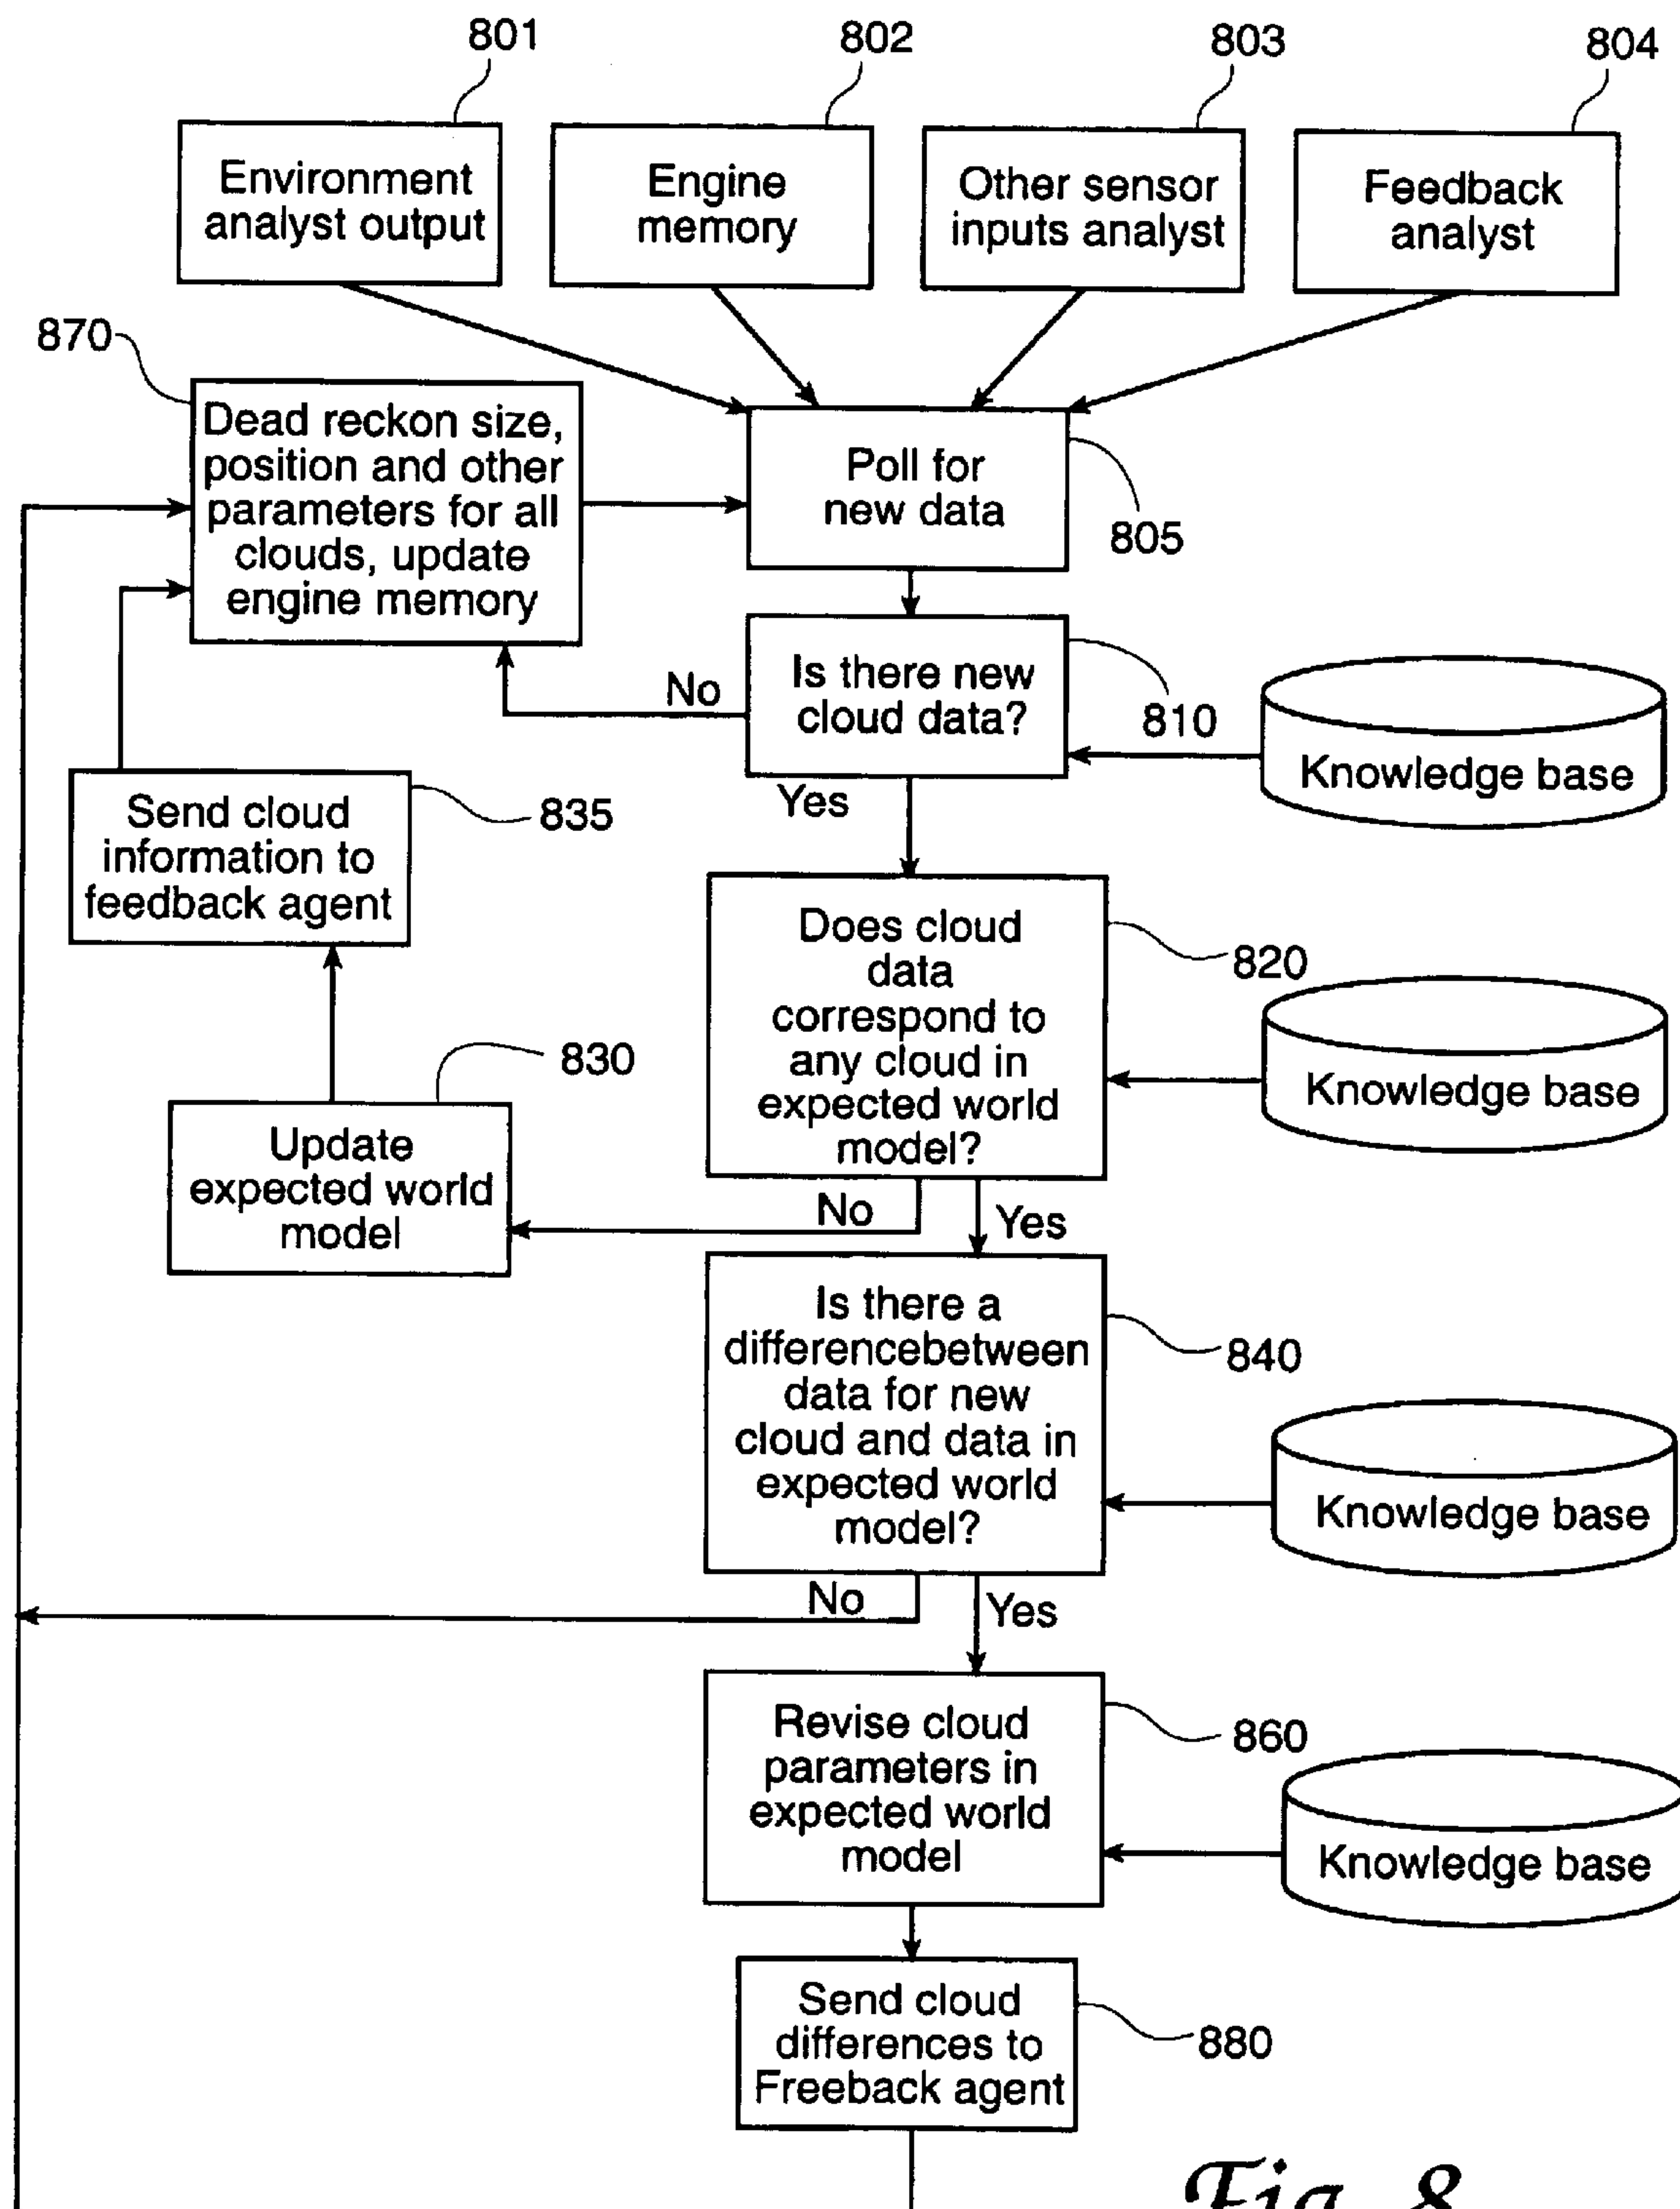 801
802
803
804
Environment
analyst output
Engine
memory
Other sensor
inputs analyst
Feedback
analyst
870
Dead reckon size,
position and other
parameters for all
clouds, update
engine memory
Poll for
new data
805
Is there new
cloud data?
No
810
Knowledge base
Yes
Send cloud
information to
feedback agent
835
Does cloud
data
correspond to
any cloud in
expected world
model?
820
Knowledge base
830
Update
expected world
model
No
Yes
Is there a
differencebetween
data for new
cloud and data in
expected world
model?
840
Knowledge base
No
Yes
Revise cloud
parameters in
expected world
model
860
Knowledge base
Send cloud
differences to
Freeback agent
880
Fig. 8